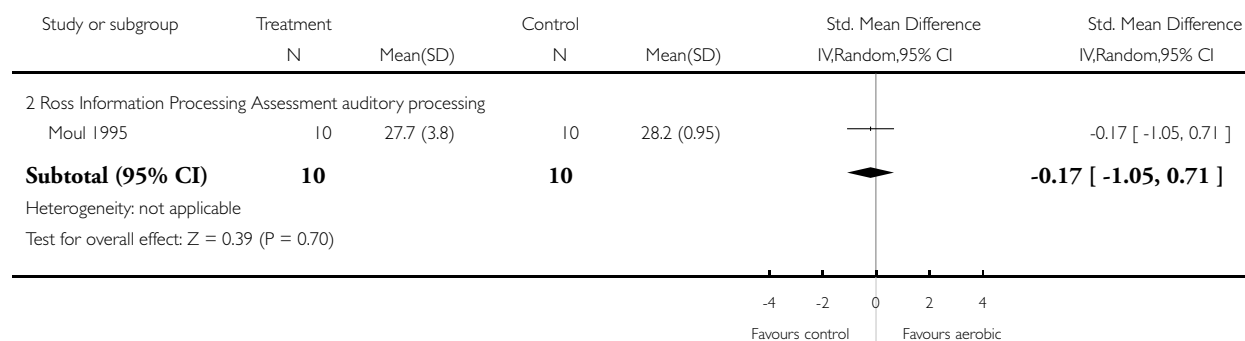 Study or subgroup Treatment Control Std. Mean Difference Std. Mean Difference
N Mean(SD) N Mean(SD) IV,Random,95% CI IV,Random,95% CI
2 Ross Information Processing Assessment auditory processing
Moul 1995 10 27.7 (3.8) 10 28.2 (0.95) -0.17 [ -1.05, 0.71 ]
Subtotal (95% CI) 10 10 -0.17 [ -1.05, 0.71 ]
Heterogeneity: not applicable
Test for overall effect: Z = 0.39 (P = 0.70)
-4 -2 0 2 4
Favours control Favours aerobic